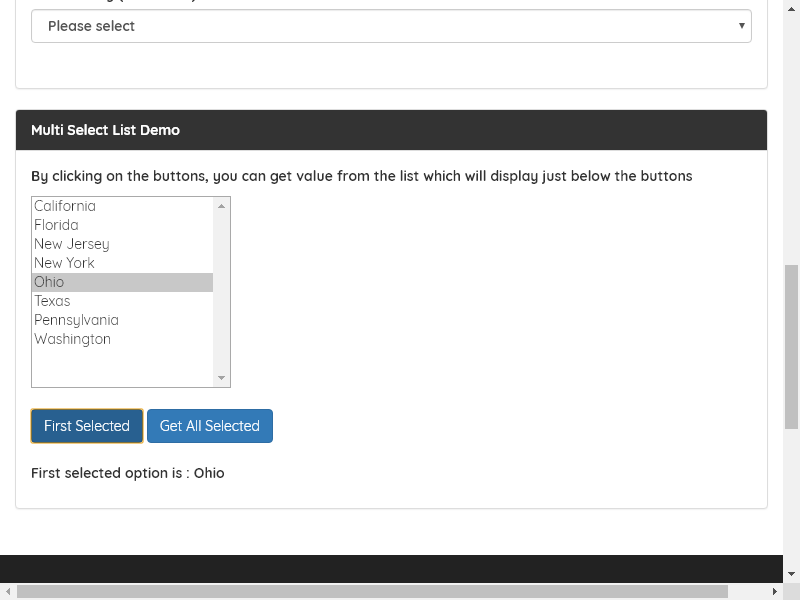 Please select
Multi Select List Demo
By clicking on the buttons, you can get value from the list which will display just below the buttons
California
Florida
New Jersey
New York
Ohio
Texas
Pennsylvania
Washington
First Selected
Get All Selected
First selected option is : Ohio